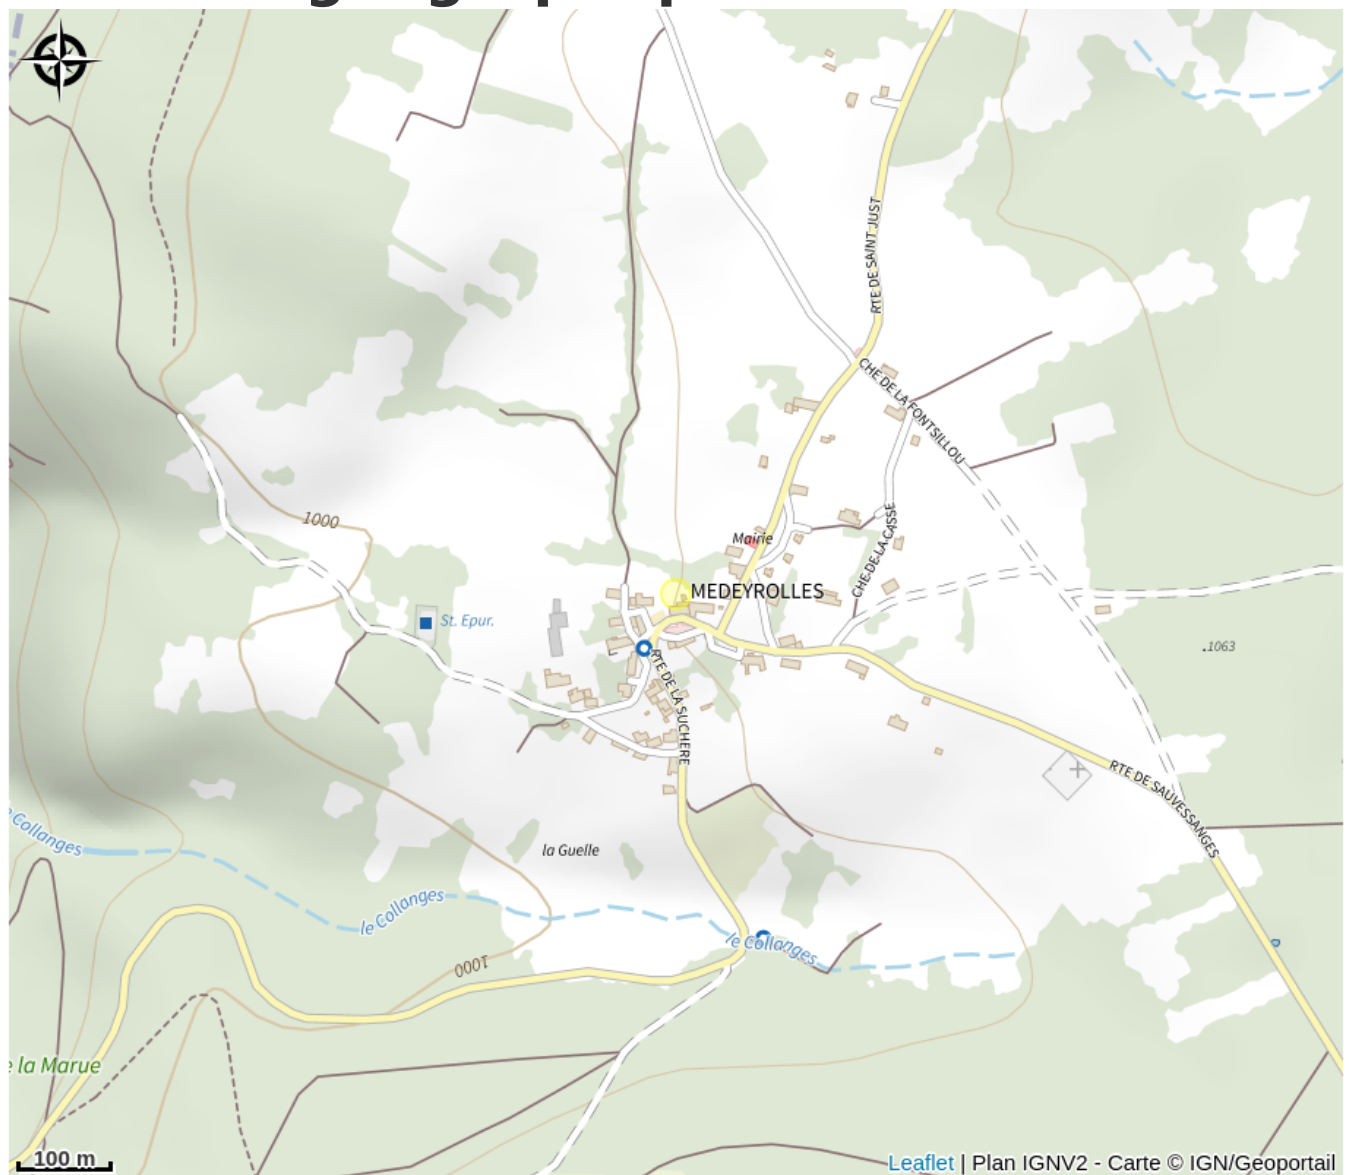 RTE DE SAINT JUST
CHE DE LA FONTSILLOU
1000
Mairie
CHE DE LA CASSE
MEDEYROLLES
St. Epur.
.1063
RTE DE LA SUCHERE
RTE DE SAUVESSANGES
Collanges
la Guelle
le Collanges
le Collanges
1000
la Marue
100 m
Leaflet | Plan IGNV2 - Carte © IGN/Geoportail